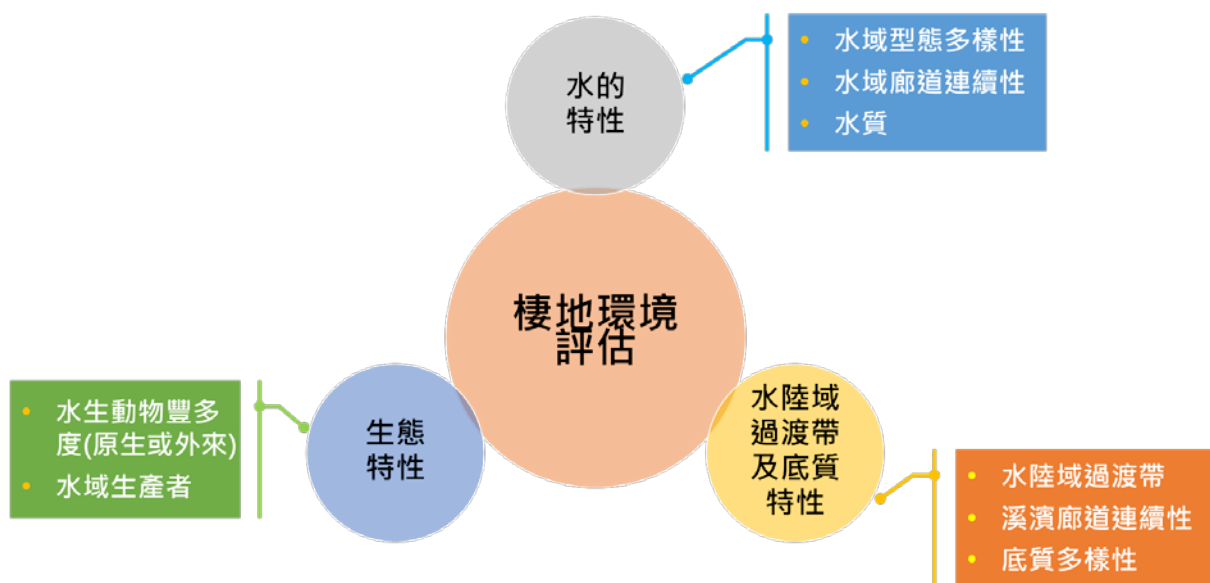 水的
特性
水域型態多樣性
水域廊道連續性
水質
棲地環境
評估
生態
特性
水生動物豐多
度(原生或外來)
水域生產者
水陸域
過渡帶
及底質
特性
水陸域過渡帶
溪濱廊道連續性
底質多樣性